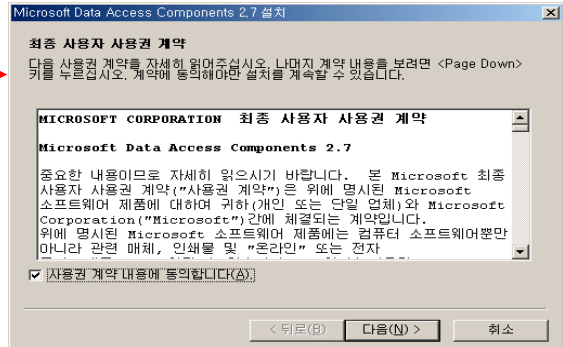 Microsoft Data Access Components 2.7 설치
최종 사용자 사용권 계약
다음 사용권 계약을 자세히 읽어주십시오. 나머지 계약 내용을 보려면 <Page Down>
키를 누르십시오. 계약에 동의해야만 설치를 계속할 수 있습니다.
MICROSOFT CORPORATION 최종 사용자 사용권 계약
Microsoft Data Access Components 2.7
중요한 내용이므로 자세히 읽으시기 바랍니다. 본 Microsoft 최종
사용자 사용권 계약("사용권 계약")은 위에 명시된 Microsoft
소프트웨어 제품에 대하여 귀하(개인 또는 단일 업체)와 Microsoft
Corporation("Microsoft")간에 체결되는 계약입니다.
위에 명시된 Microsoft 소프트웨어 제품에는 컴퓨터 소프트웨어뿐만
아니라 관련 매체, 인쇄물 및 "온라인" 또는 전자
사용권 계약 내용에 동의합니다(A).
< 뒤로(B)
다음(N) >
취소